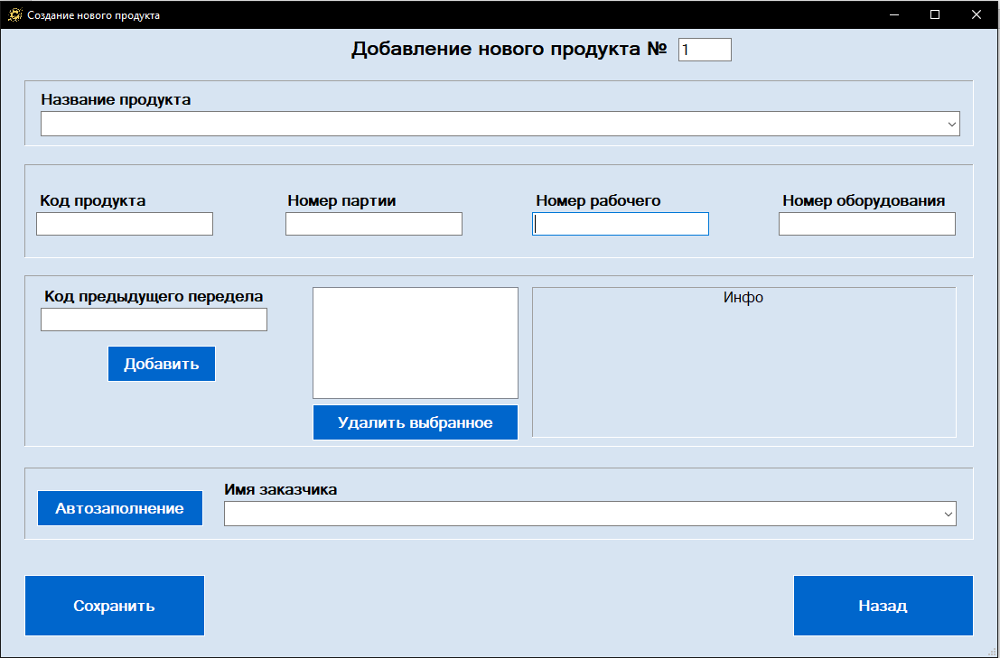 Создание нового продукта
Добавление нового продукта № 1
Название продукта
Код продукта
Номер партии
Номер рабочего
Номер оборудования
Код предыдущего передела
Инфо
Добавить
Удалить выбранное
Имя заказчика
Автозаполнение
Сохранить
Назад